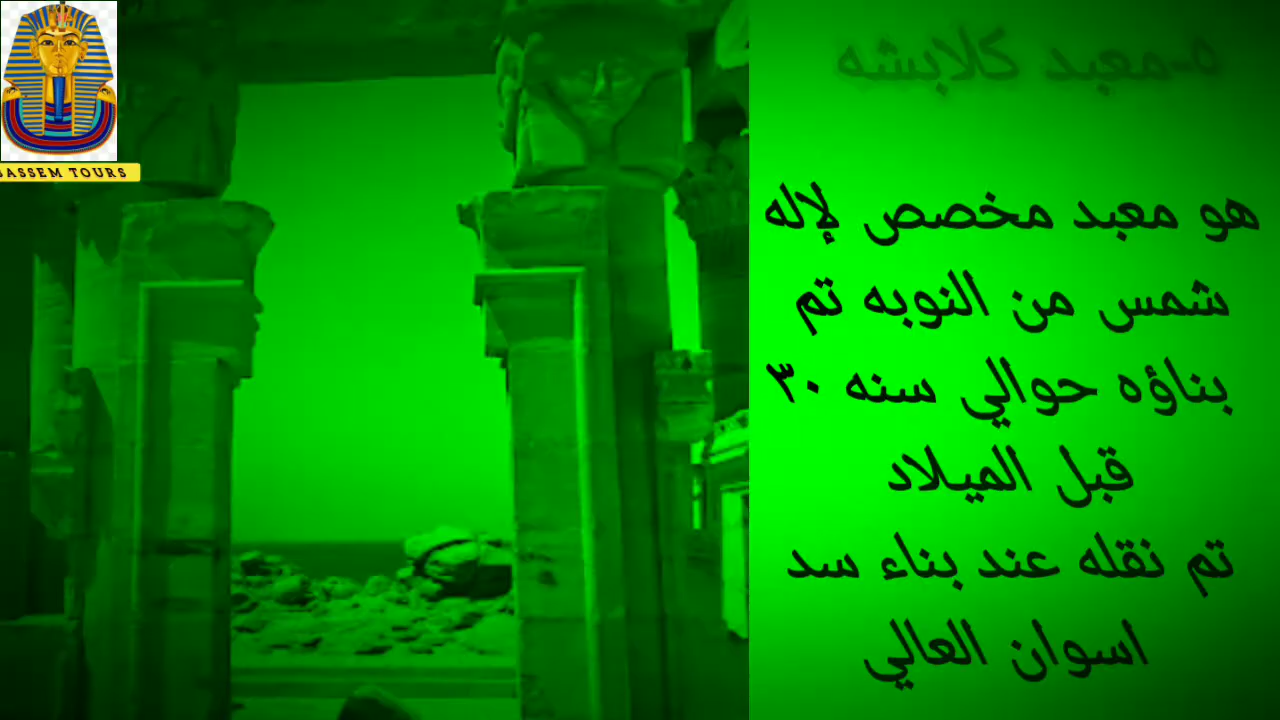 ٥-معبد كلابشه
هو معبد مخصص لإله
شمس من النوبه تم
بناؤه حوالي سنه ٣٠
قبل الميلاد
تم نقله عند بناء سد
اسوان العالي
BASSEM TOURS